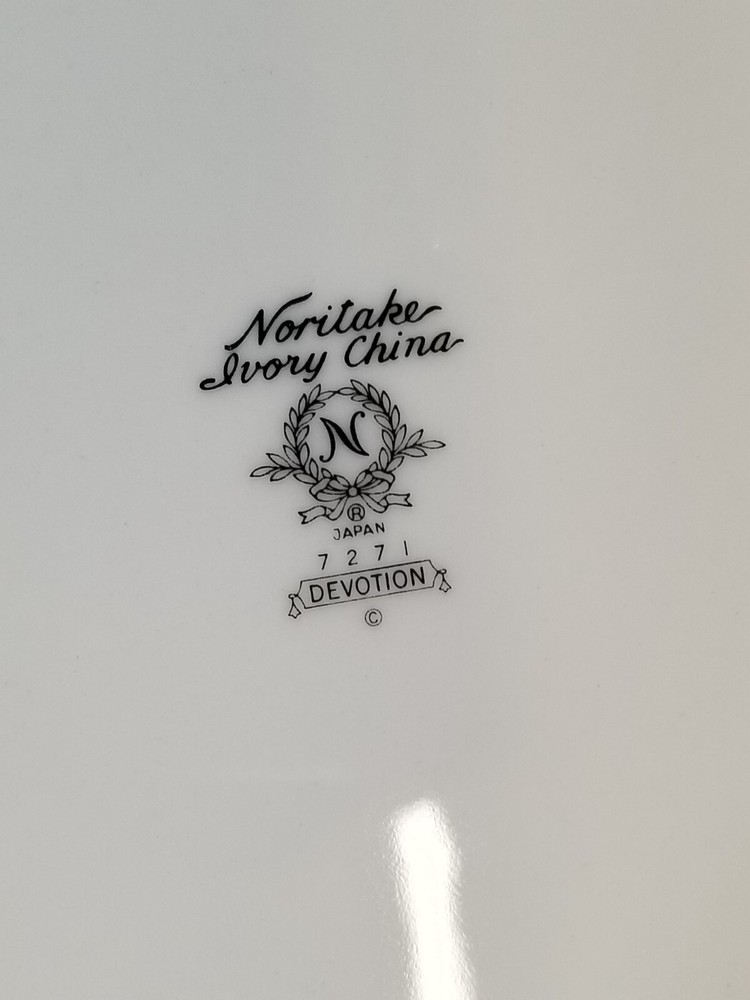 Noritake
Ivory China
N
®
JAPAN
7271
DEVOTION
©